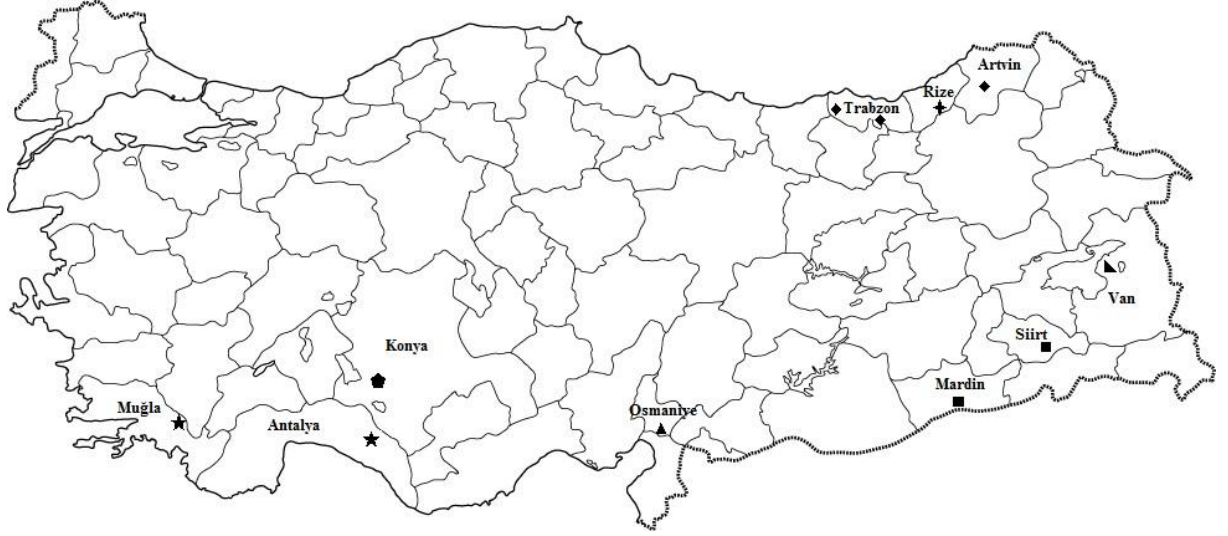 Artvin
Rize
Trabzon
Van
Siirt
Konya
Mardin
Muğla
Antalya
Osmaniye